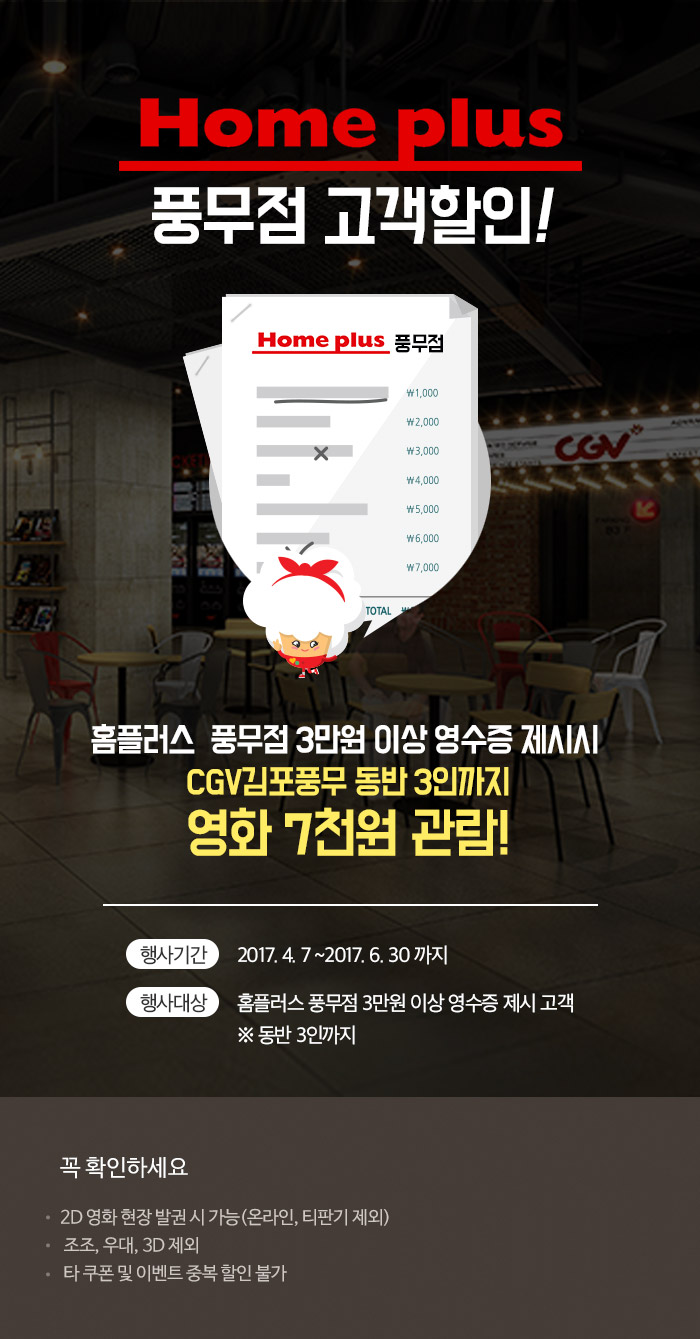 Home plus
풍무점 고객할인!
Home plus 풍무점
₩1,000
₩2,000
₩3,000
₩4,000
₩5,000
₩6,000
₩7,000
TOTAL
CGV
홈플러스 풍무점 3만원 이상 영수증 제시시
CGV김포풍무 동반 3인까지
영화 7천원 관람!
행사기간 2017. 4. 7 ~2017. 6. 30 까지
행사대상 홈플러스 풍무점 3만원 이상 영수증 제시 고객
※ 동반 3인까지
꼭 확인하세요
• 2D 영화 현장 발권 시 가능(온라인, 티판기 제외)
• 조조, 우대, 3D 제외
• 타 쿠폰 및 이벤트 중복 할인 불가